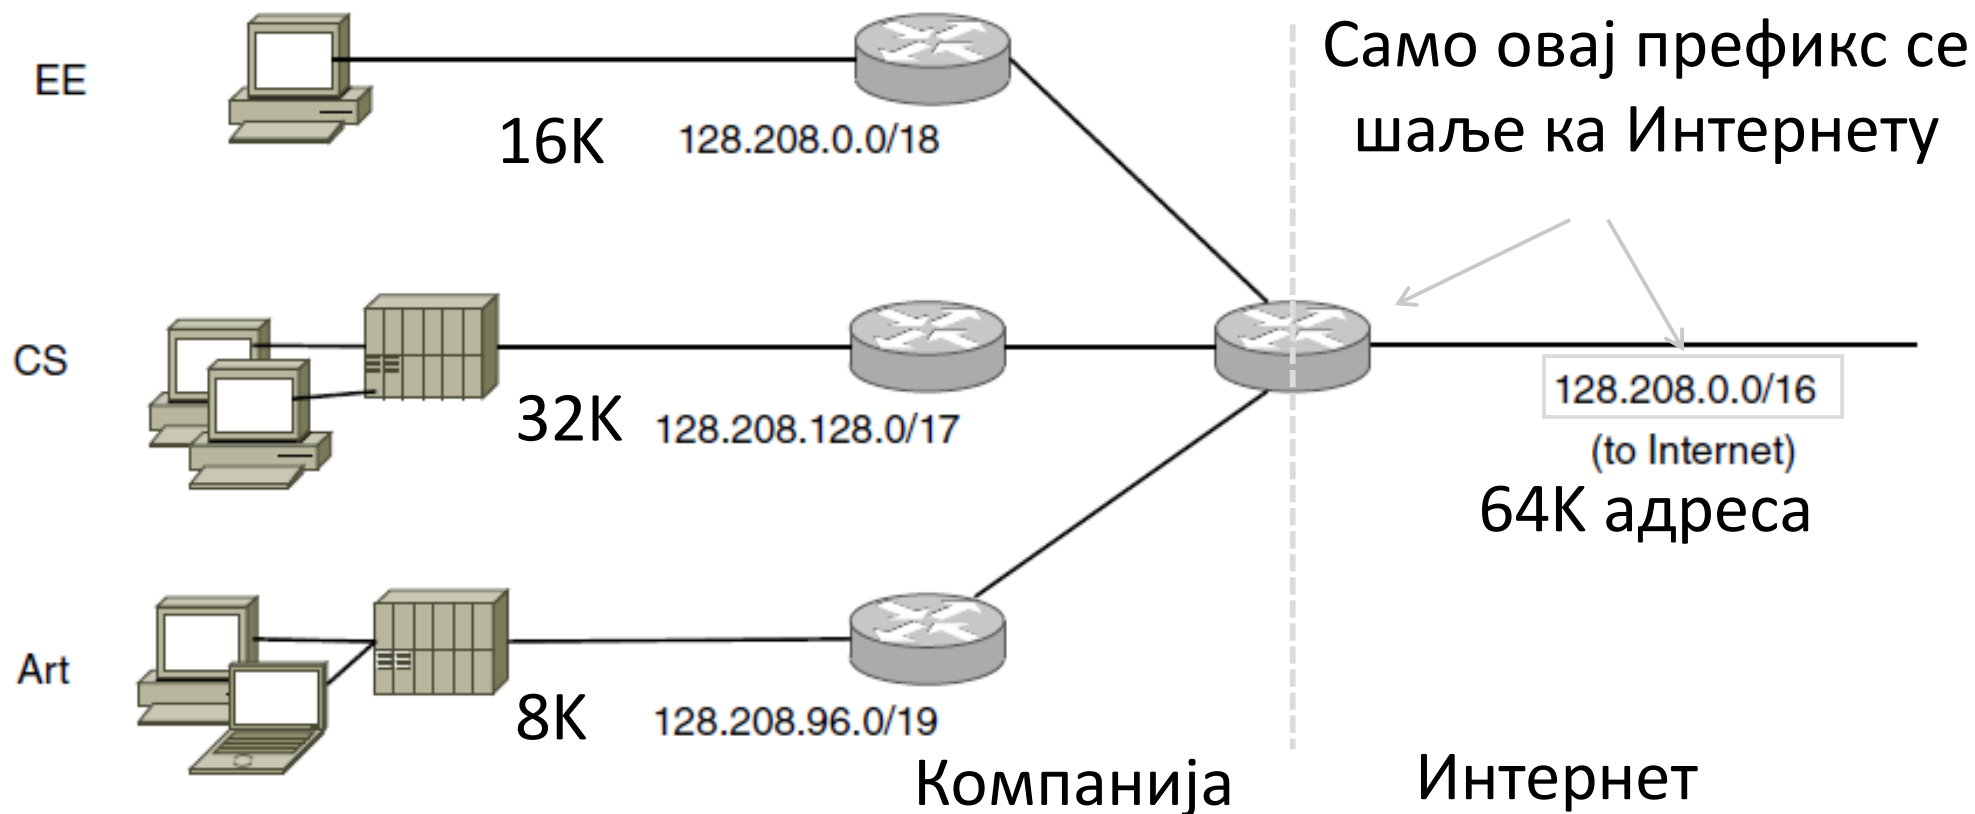 Само овај префикс се
шаље ка Интернету
EE
16K
128.208.0.0/18
CS
32K
128.208.128.0/17
128.208.0.0/16
(to Internet)
64K адреса
Art
8K
128.208.96.0/19
Компанија
Интернет